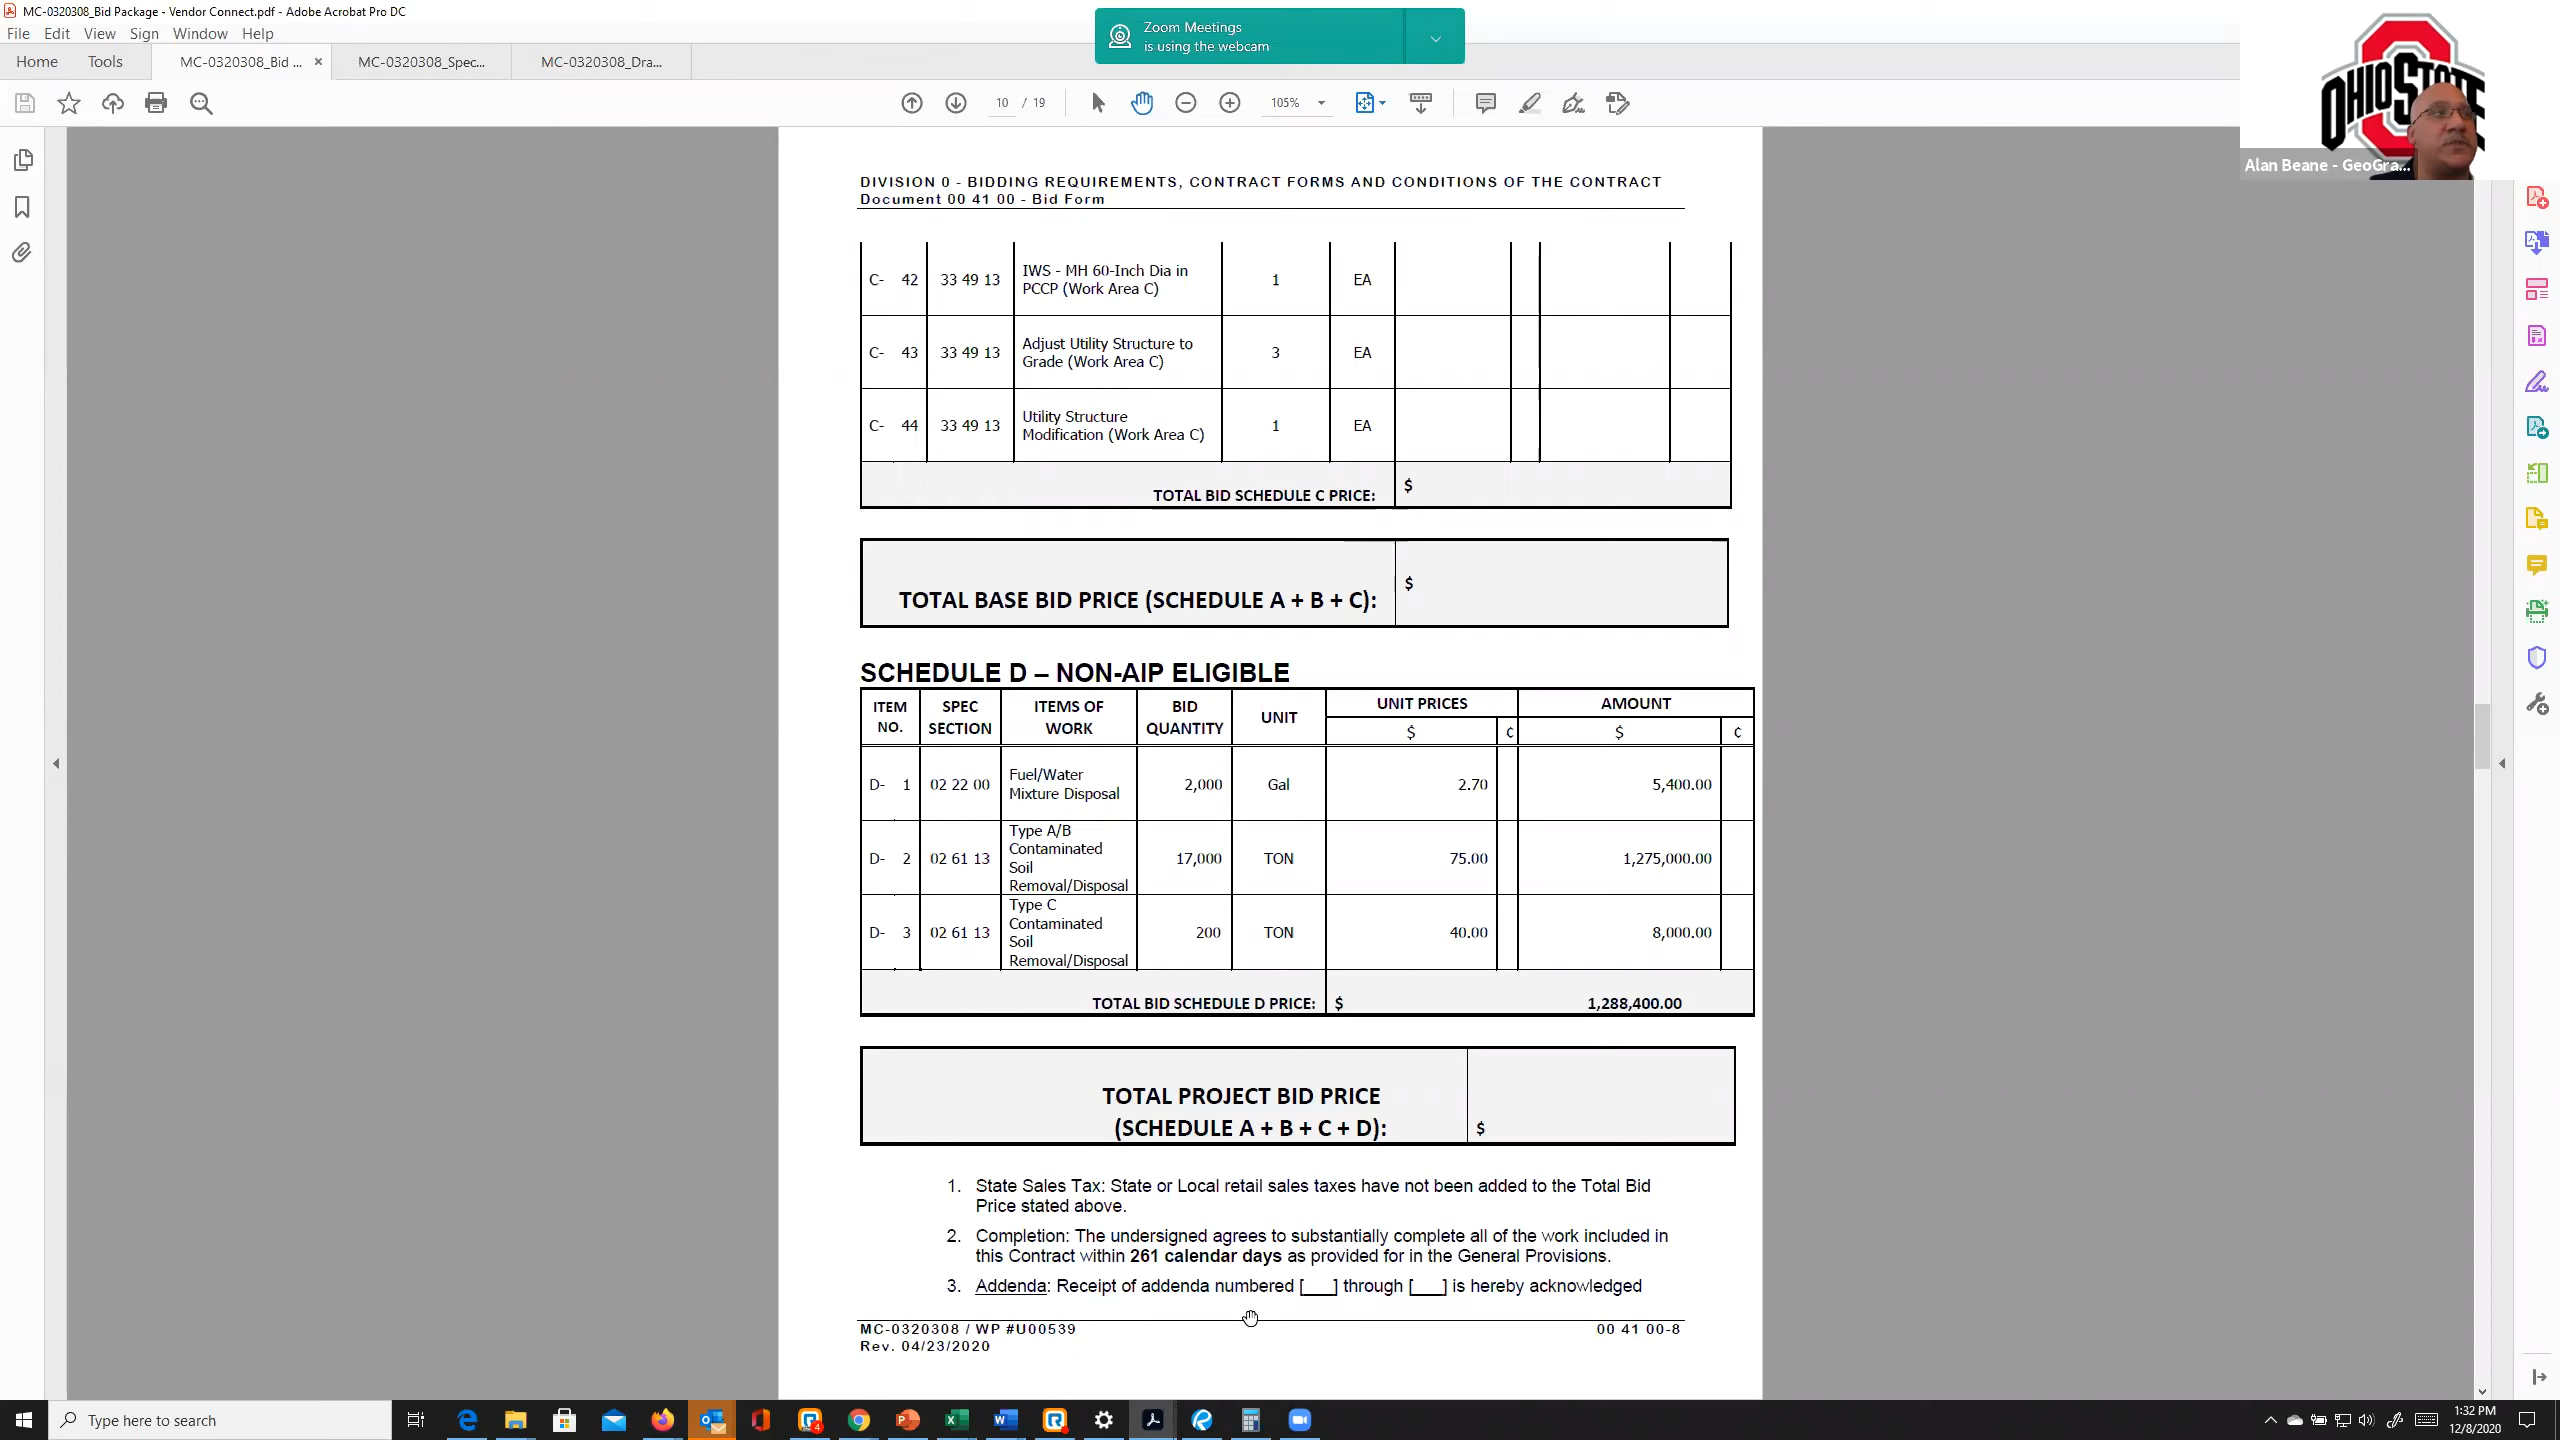 MC-0320308_Bid Package - Vendor Connect.pdf - Adobe Acrobat Pro DC
File Edit View Sign Window Help
Zoom Meetings
is using the webcam
Home Tools MC-0320308_Bid ... × MC-0320308_Spec... MC-0320308_Dra...
10 / 19 105%
OHIO STATE
Alan Beane - GeoGra...
DIVISION 0 - BIDDING REQUIREMENTS, CONTRACT FORMS AND CONDITIONS OF THE CONTRACT
Document 00 41 00 - Bid Form
C- 42 33 49 13 IWS - MH 60-Inch Dia in 1 EA
PCCP (Work Area C)
C- 43 33 49 13 Adjust Utility Structure to 3 EA
Grade (Work Area C)
C- 44 33 49 13 Utility Structure 1 EA
Modification (Work Area C)
TOTAL BID SCHEDULE C PRICE: $
TOTAL BASE BID PRICE (SCHEDULE A + B + C): $
SCHEDULE D – NON-AIP ELIGIBLE
ITEM SPEC ITEMS OF BID UNIT UNIT PRICES AMOUNT
NO. SECTION WORK QUANTITY $ ¢ $ ¢
D- 1 02 22 00 Fuel/Water 2,000 Gal 2.70 5,400.00
Mixture Disposal
D- 2 02 61 13 Type A/B 17,000 TON 75.00 1,275,000.00
Contaminated
Soil
Removal/Disposal
D- 3 02 61 13 Type C 200 TON 40.00 8,000.00
Contaminated
Soil
Removal/Disposal
TOTAL BID SCHEDULE D PRICE: $ 1,288,400.00
TOTAL PROJECT BID PRICE
(SCHEDULE A + B + C + D): $
1. State Sales Tax: State or Local retail sales taxes have not been added to the Total Bid
Price stated above.
2. Completion: The undersigned agrees to substantially complete all of the work included in
this Contract within 261 calendar days as provided for in the General Provisions.
3. Addenda: Receipt of addenda numbered [___] through [___] is hereby acknowledged
MC-0320308 / WP #U00539 00 41 00-8
Rev. 04/23/2020
Type here to search
1:32 PM
12/8/2020